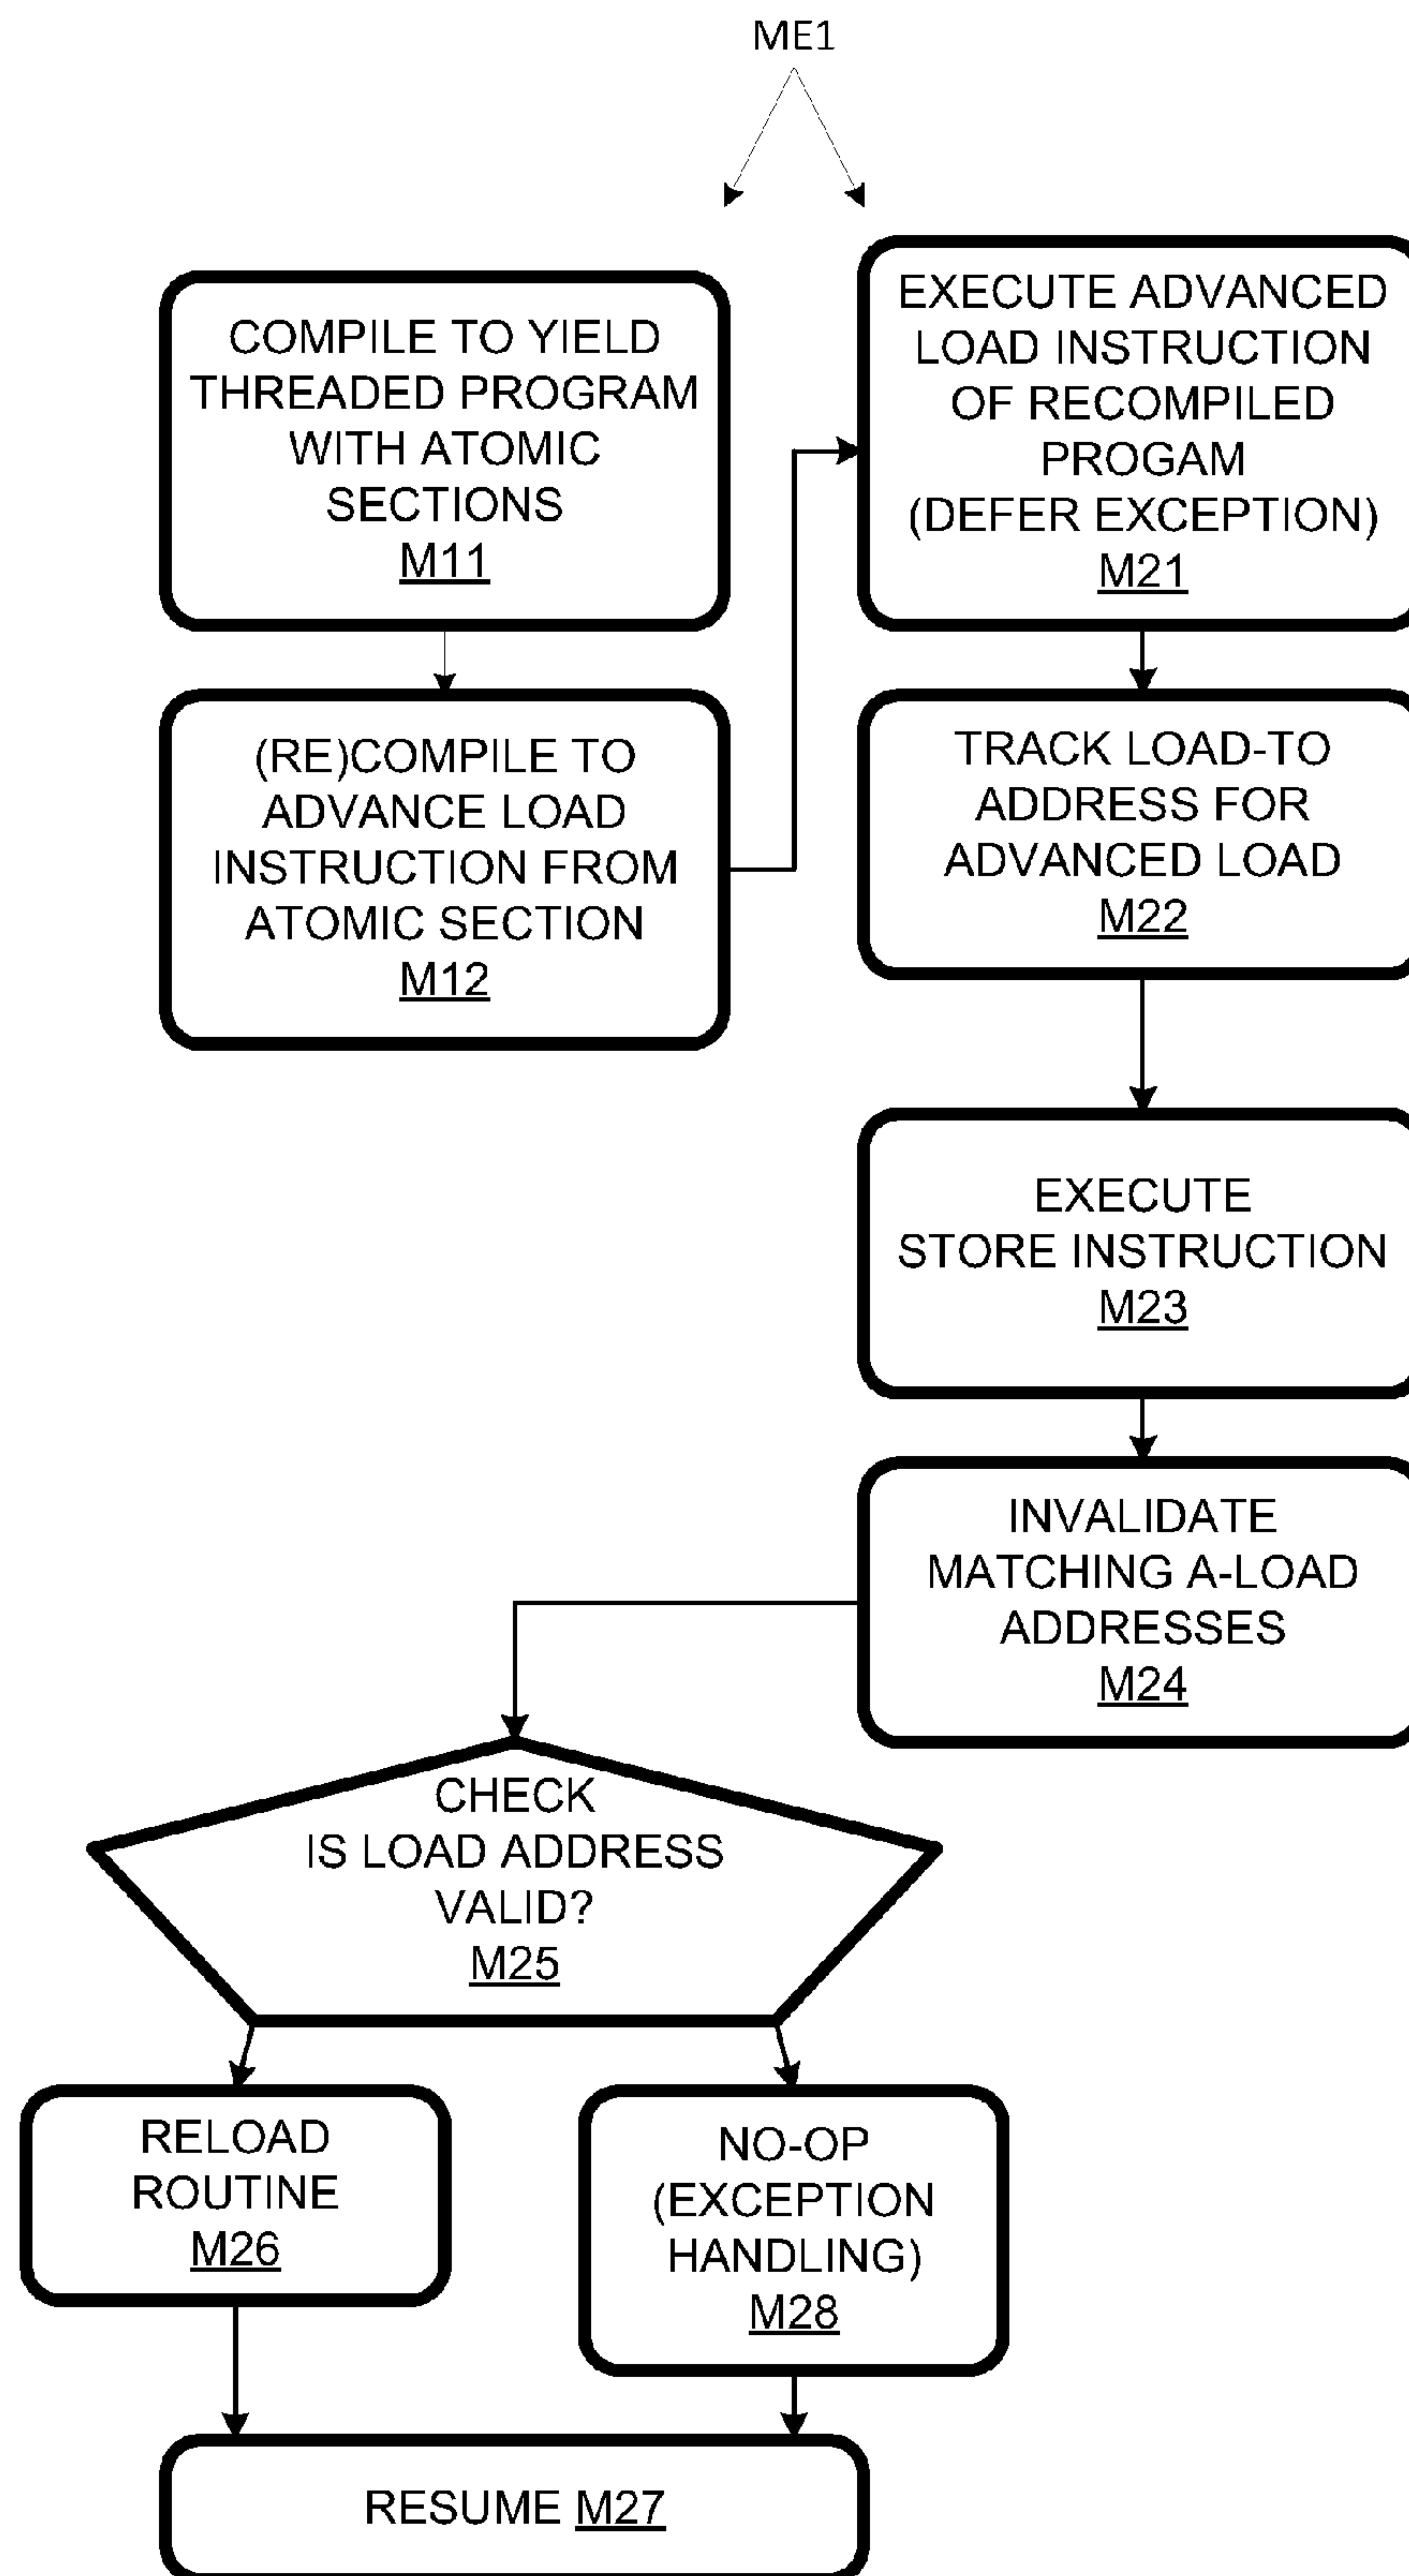 ME1
COMPILE TO YIELD
THREADED PROGRAM
WITH ATOMIC
SECTIONS
M11
(RE)COMPILE TO
ADVANCE LOAD
INSTRUCTION FROM
ATOMIC SECTION
M12
EXECUTE ADVANCED
LOAD INSTRUCTION
OF RECOMPILED
PROGAM
(DEFER EXCEPTION)
M21
TRACK LOAD-TO
ADDRESS FOR
ADVANCED LOAD
M22
EXECUTE
STORE INSTRUCTION
M23
INVALIDATE
MATCHING A-LOAD
ADDRESSES
M24
CHECK
IS LOAD ADDRESS
VALID?
M25
RELOAD
ROUTINE
M26
NO-OP
(EXCEPTION
HANDLING)
M28
RESUME M27